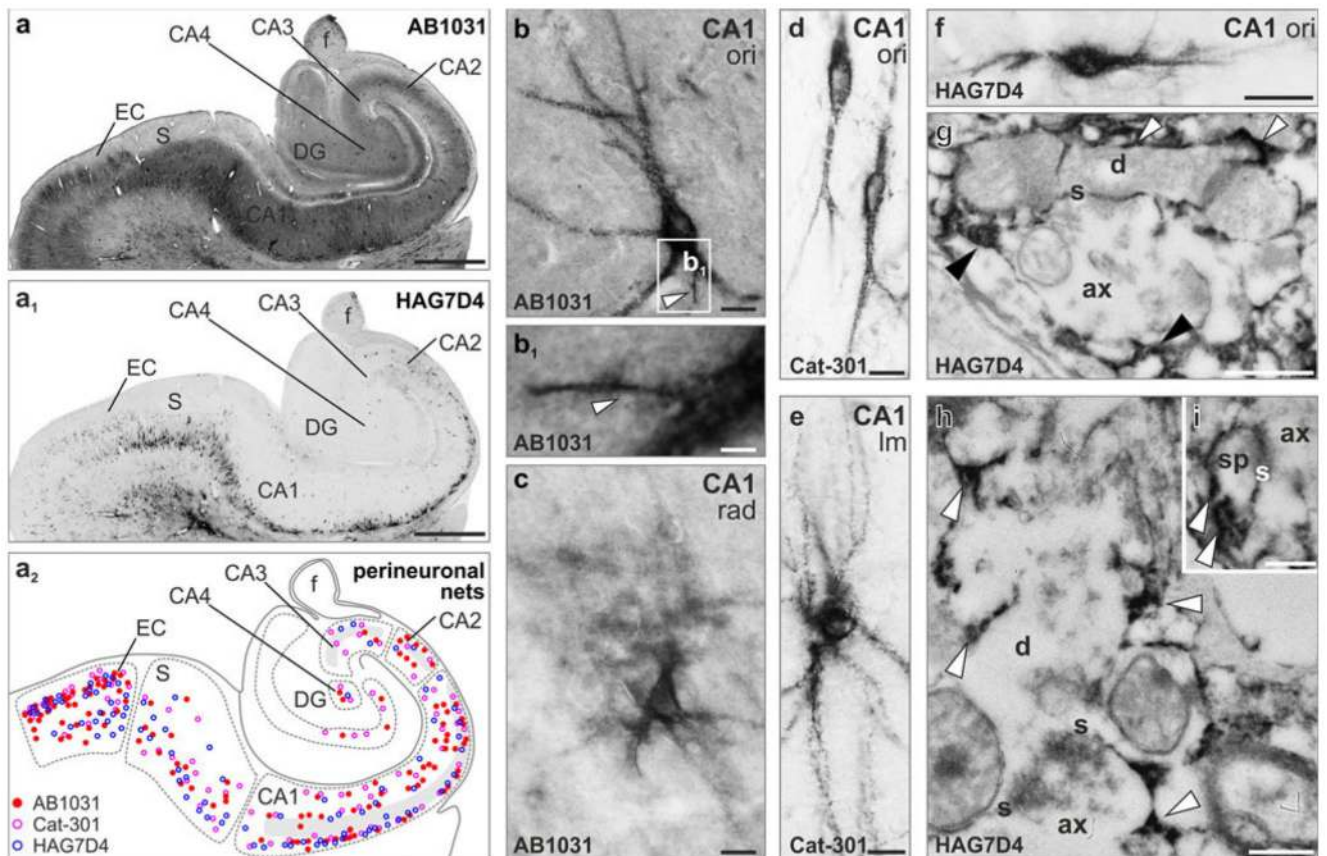 a
AB1031
CA3
f
CA4
CA2
EC
S
DG
CA1
a1
HAG7D4
CA3
f
CA4
CA2
EC
S
DG
CA1
a2
perineuronal
nets
CA3
f
CA4
CA2
EC
S
DG
CA1
AB1031
Cat-301
HAG7D4
b
CA1
ori
b1
AB1031
b1
AB1031
c
CA1
rad
AB1031
d
CA1
ori
Cat-301
e
CA1
lm
Cat-301
f
CA1 ori
HAG7D4
g
d
s
ax
HAG7D4
h
d
s
s
ax
HAG7D4
i
ax
sp
s